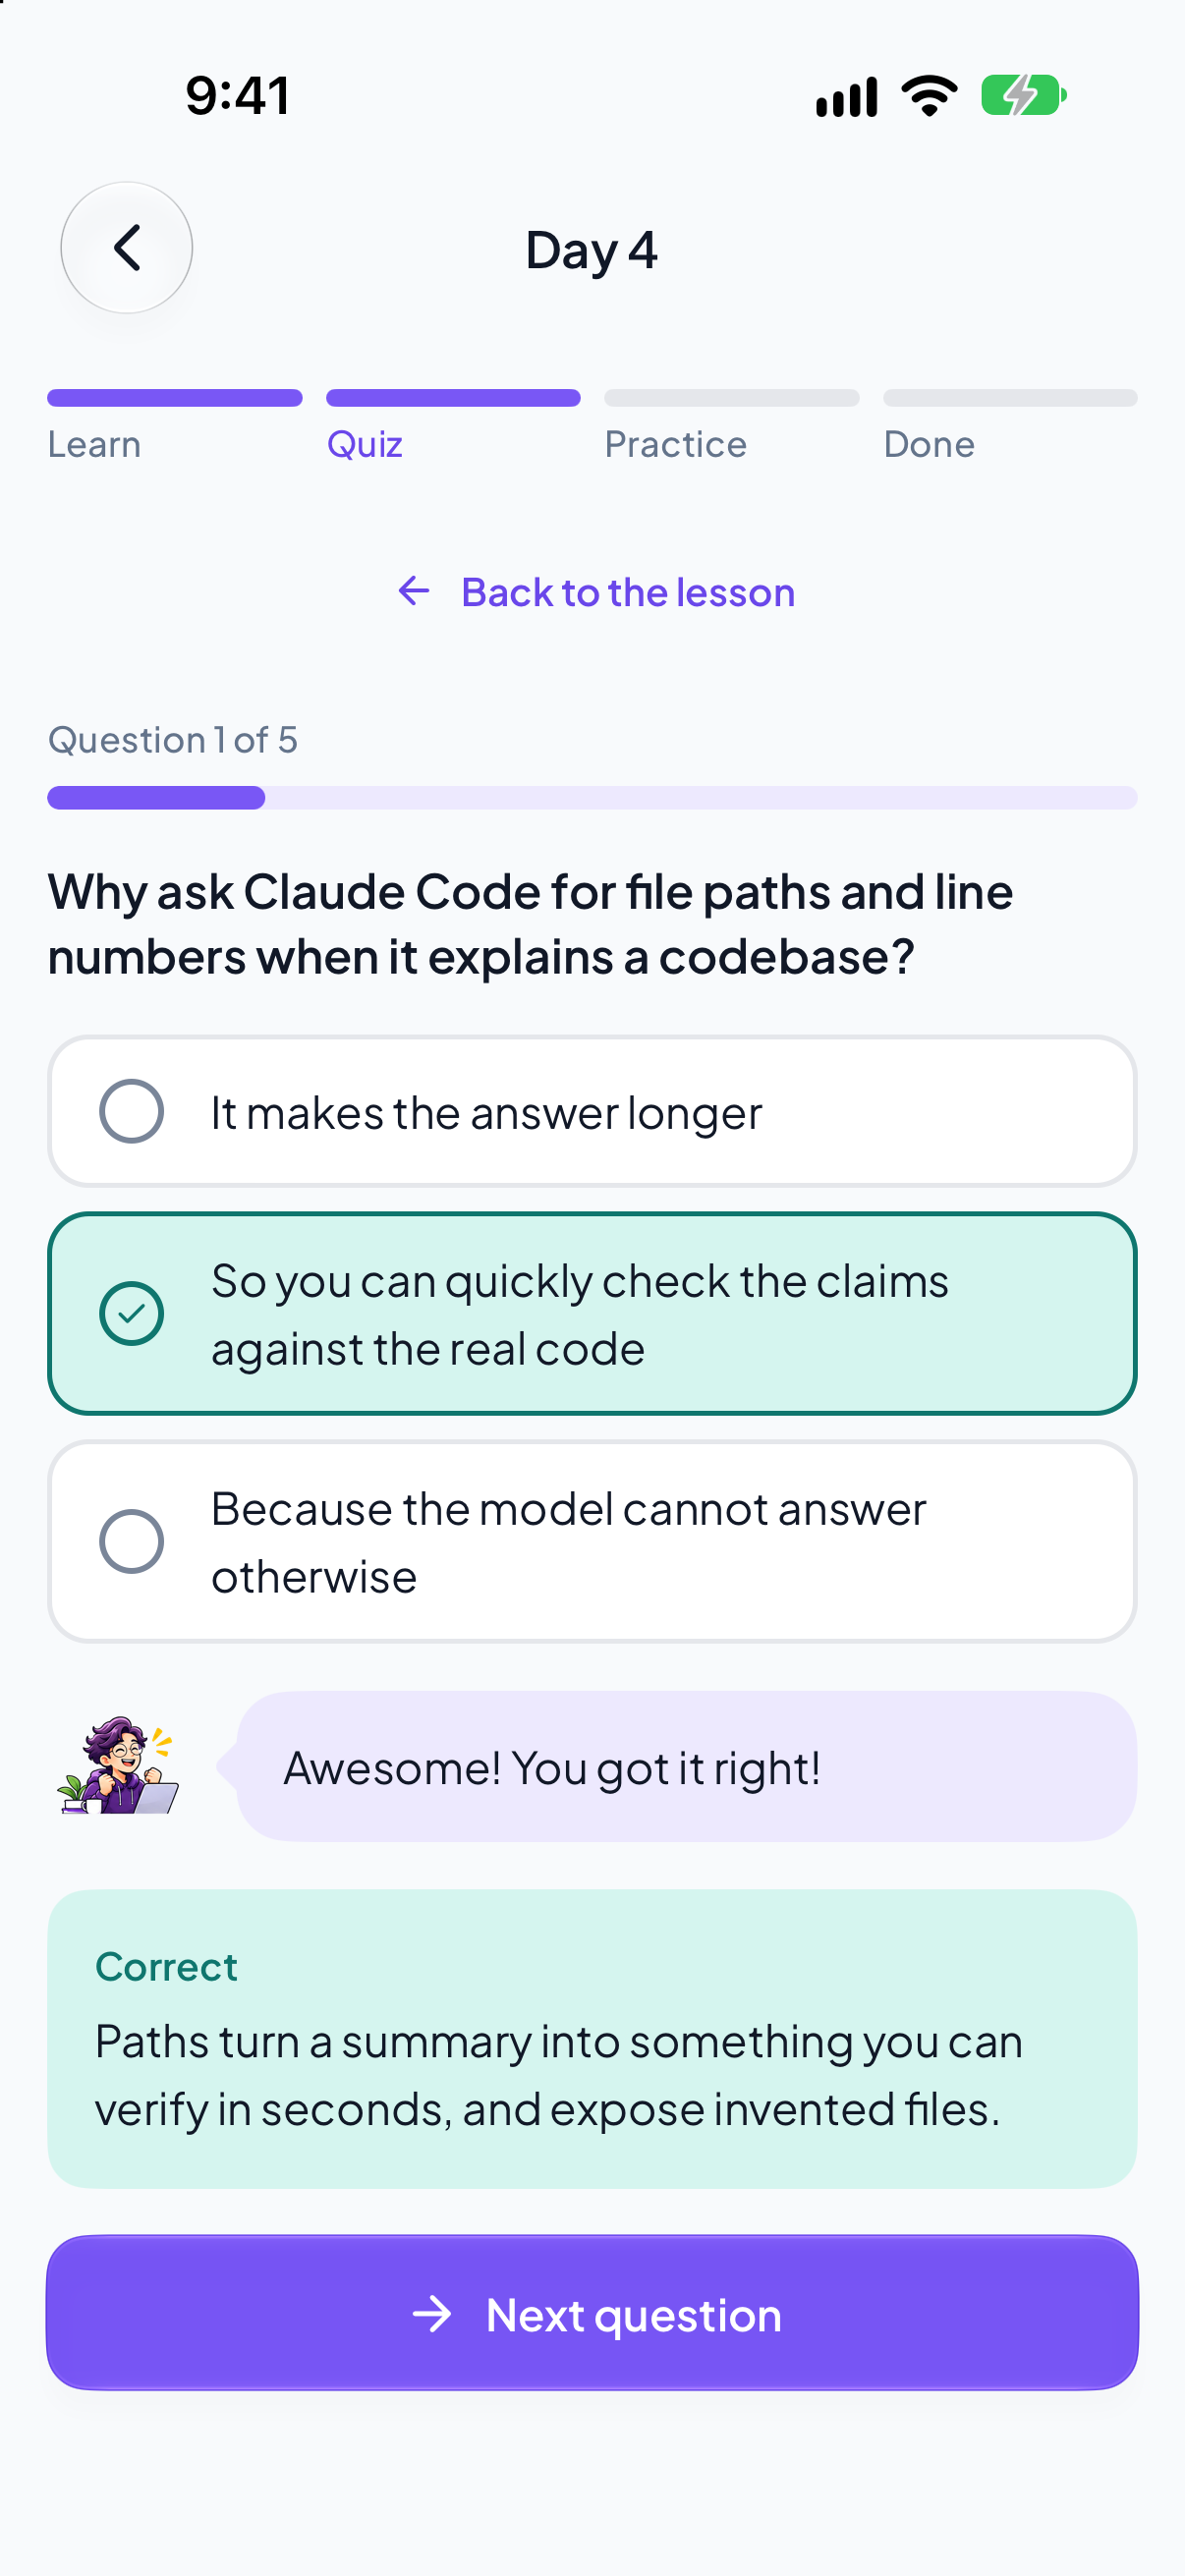 9:41
Day 4
Learn
Quiz
Practice
Done
Back to the lesson
Question 1 of 5
Why ask Claude Code for file paths and line
numbers when it explains a codebase?
It makes the answer longer
So you can quickly check the claims
against the real code
Because the model cannot answer
otherwise
Awesome! You got it right!
Correct
Paths turn a summary into something you can
verify in seconds, and expose invented files.
Next question